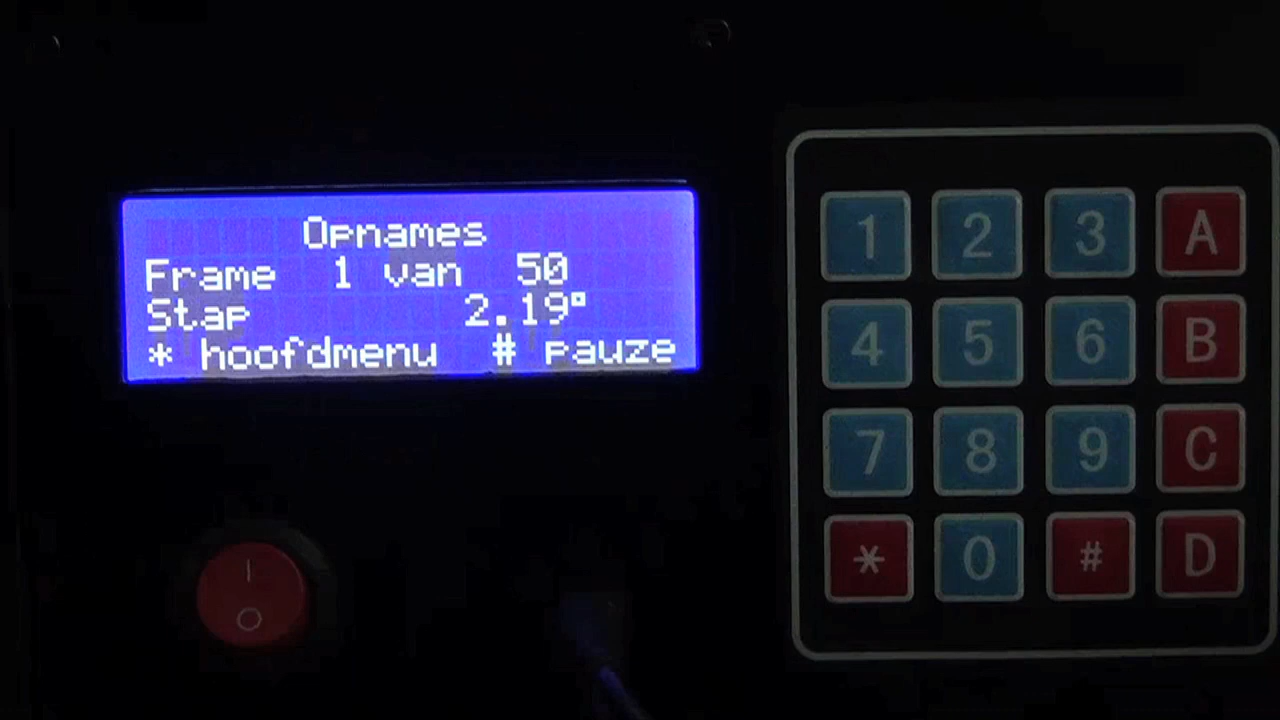 Opnames
Frame 1 van 50
Stap 2.19°
* hoofdmenu # pauze
1 2 3 A
4 5 6 B
7 8 9 C
* 0 # D
I
O